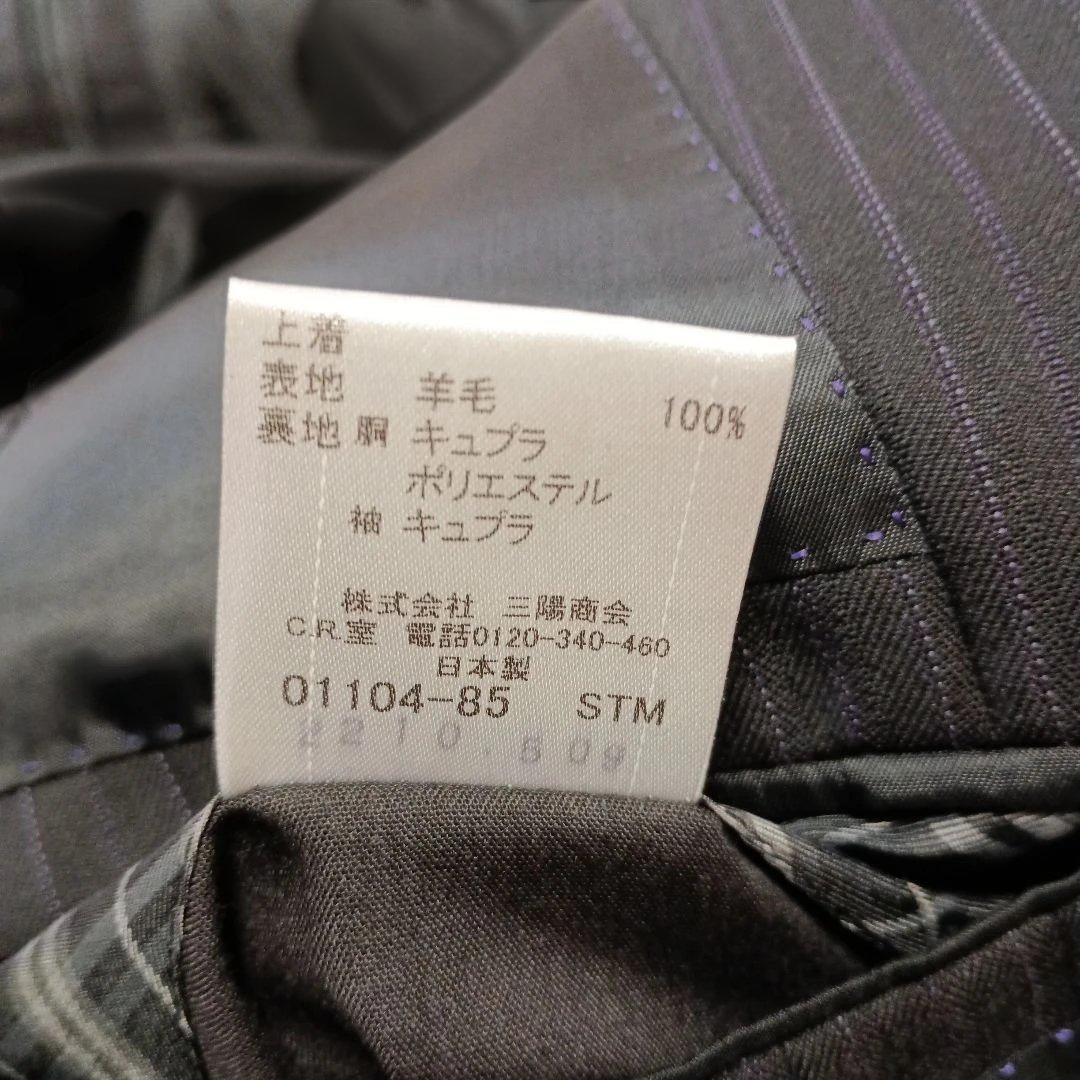 上着
表地 羊毛 100%
裏地 胴 キュプラ
ポリエステル
袖 キュプラ
株式会社 三陽商会
C.R.室 電話0120-340-460
日本製
01104-85 STM
2210.509